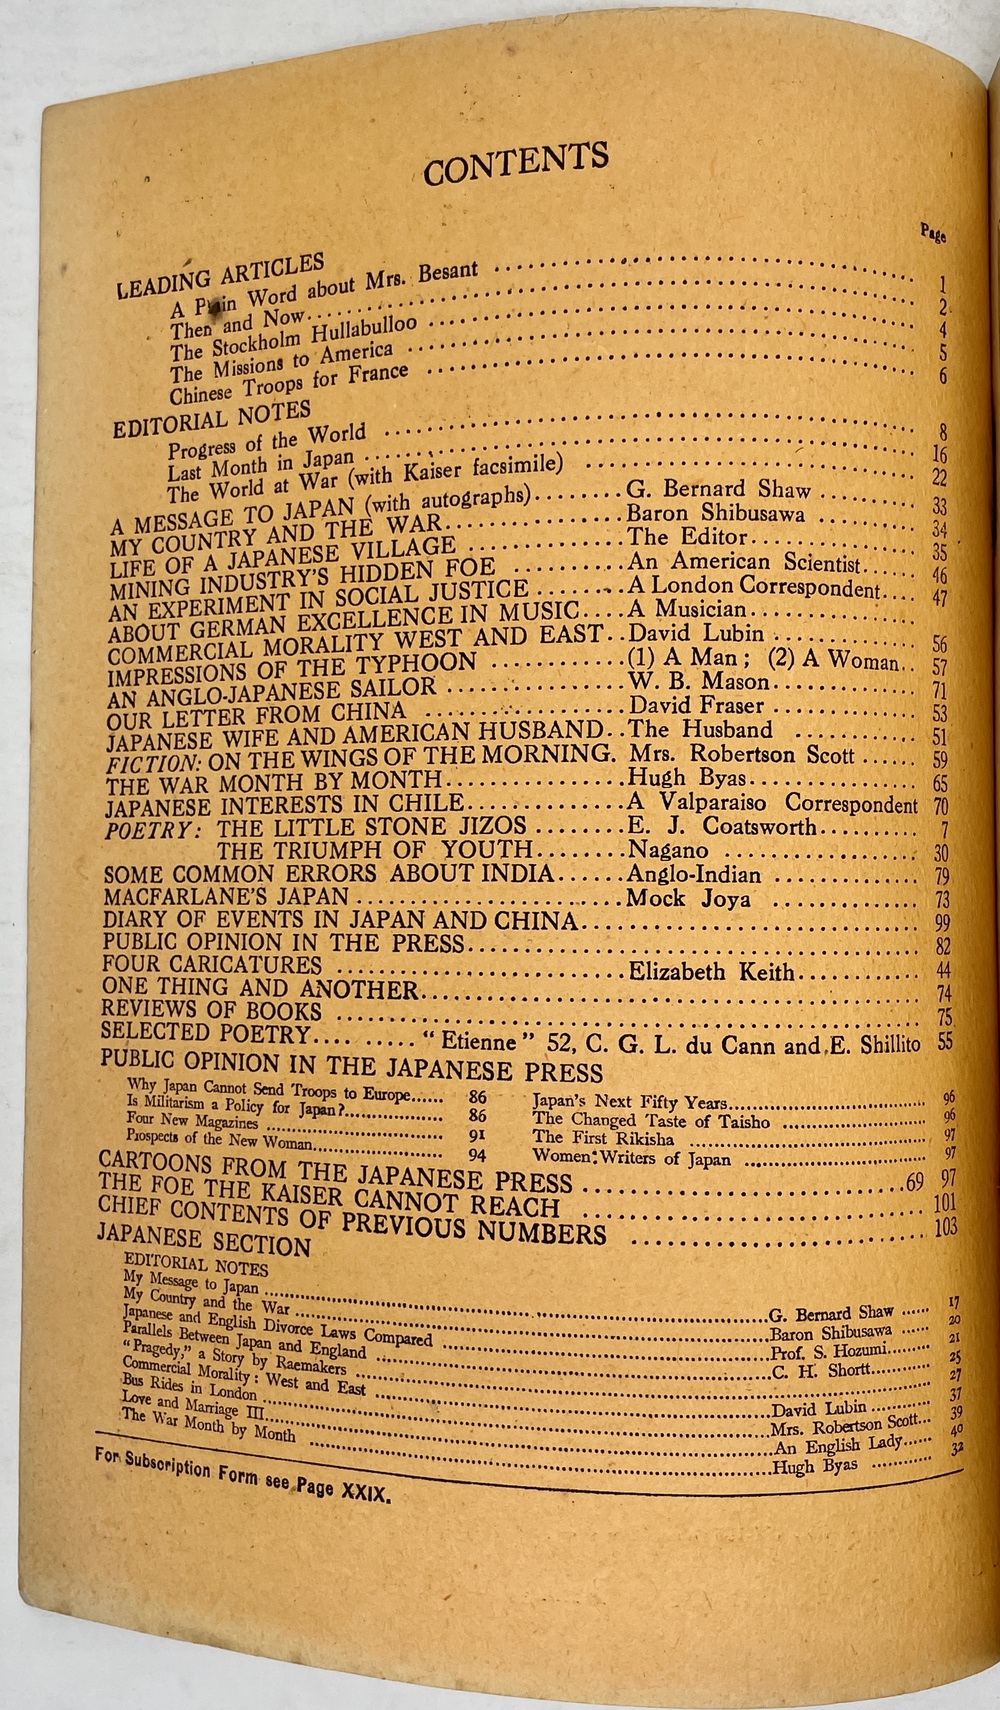 CONTENTS
Page
LEADING ARTICLES
A Plain Word about Mrs. Besant ........ 1
Then and Now........ 2
The Stockholm Hullabulloo ........ 4
The Missions to America ........ 5
Chinese Troops for France ........ 6
EDITORIAL NOTES
Progress of the World ........ 8
Last Month in Japan ........ 16
The World at War (with Kaiser facsimile) ........ 22
A MESSAGE TO JAPAN (with autographs)........G. Bernard Shaw ........ 33
MY COUNTRY AND THE WAR........Baron Shibusawa ........ 34
LIFE OF A JAPANESE VILLAGE ........The Editor........ 35
MINING INDUSTRY'S HIDDEN FOE ........An American Scientist...... 46
AN EXPERIMENT IN SOCIAL JUSTICE ........A London Correspondent.... 47
ABOUT GERMAN EXCELLENCE IN MUSIC....A Musician........
COMMERCIAL MORALITY WEST AND EAST..David Lubin ........ 56
IMPRESSIONS OF THE TYPHOON ........(1) A Man; (2) A Woman.. 57
AN ANGLO-JAPANESE SAILOR ........W. B. Mason........ 71
OUR LETTER FROM CHINA ........David Fraser ........ 53
JAPANESE WIFE AND AMERICAN HUSBAND..The Husband ........ 51
FICTION: ON THE WINGS OF THE MORNING. Mrs. Robertson Scott ...... 59
THE WAR MONTH BY MONTH........Hugh Byas........ 65
JAPANESE INTERESTS IN CHILE........A Valparaiso Correspondent 70
POETRY: THE LITTLE STONE JIZOS ........E. J. Coatsworth........ 7
THE TRIUMPH OF YOUTH........Nagano ........ 30
SOME COMMON ERRORS ABOUT INDIA......Anglo-Indian ........ 79
MACFARLANE'S JAPAN ........Mock Joya ........ 73
DIARY OF EVENTS IN JAPAN AND CHINA........ 99
PUBLIC OPINION IN THE PRESS........ 82
FOUR CARICATURES ........Elizabeth Keith........ 44
ONE THING AND ANOTHER........ 74
REVIEWS OF BOOKS ........ 75
SELECTED POETRY.... ..... "Etienne" 52, C. G. L. du Cann and E. Shillito 55
PUBLIC OPINION IN THE JAPANESE PRESS
Why Japan Cannot Send Troops to Europe...... 86
Is Militarism a Policy for Japan?........ 86
Four New Magazines ........ 91
Prospects of the New Woman........ 94
Japan's Next Fifty Years........ 96
The Changed Taste of Taisho ........ 96
The First Rikisha ........ 97
Women Writers of Japan ........ 97
CARTOONS FROM THE JAPANESE PRESS ........69 97
THE FOE THE KAISER CANNOT REACH ........ 101
CHIEF CONTENTS OF PREVIOUS NUMBERS ........ 103
JAPANESE SECTION
EDITORIAL NOTES
My Message to Japan ........G. Bernard Shaw ...... 17
My Country and the War ........Baron Shibusawa ...... 20
Japanese and English Divorce Laws Compared ........Prof. S. Hozumi...... 21
Parallels Between Japan and England ........C. H. Shortt........ 25
"Pragedy," a Story by Raemakers ........ 27
Commercial Morality: West and East ........David Lubin ........ 37
Bus Rides in London ........Mrs. Robertson Scott... 39
Love and Marriage III........An English Lady...... 40
The War Month by Month ........Hugh Byas ........ 32
For Subscription Form see Page XXIX.